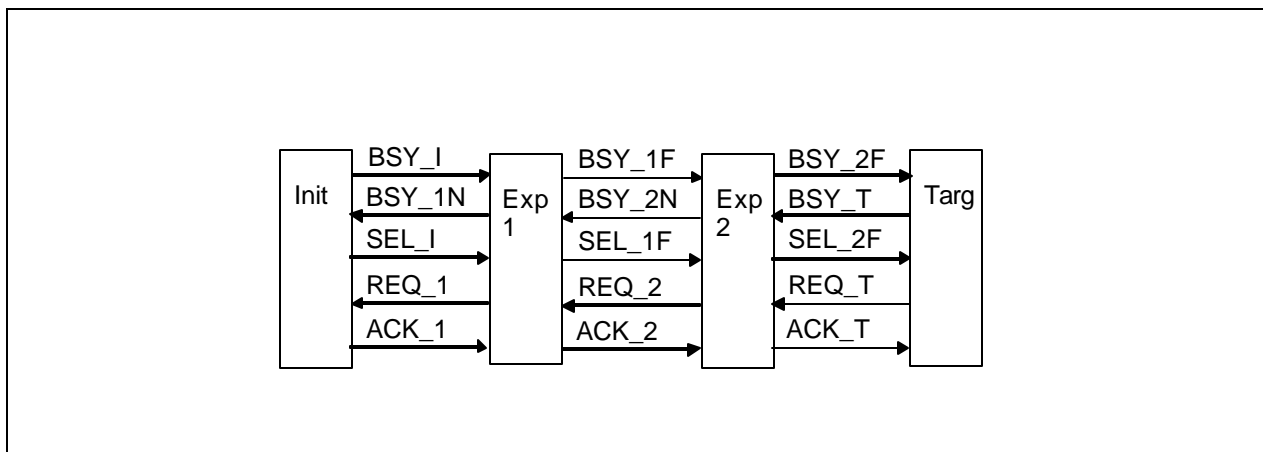 BSY_I BSY_1F BSY_2F
Init BSY_1N Exp BSY_2N Exp BSY_T Targ
1 2
SEL_I SEL_1F SEL_2F
REQ_1 REQ_2 REQ_T
ACK_1 ACK_2 ACK_T